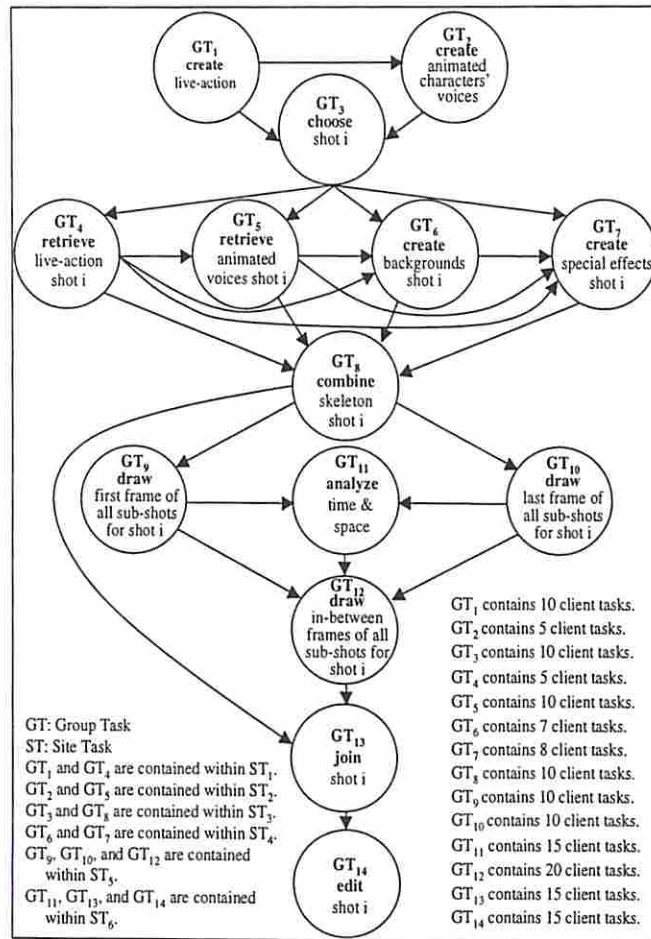 GT1
create
live-action
GT2
create
animated
characters'
voices
GT3
choose
shot i
GT4
retrieve
live-action
shot i
GT5
retrieve
animated
voices shot i
GT6
create
backgrounds
shot i
GT7
create
special effects
shot i
GT8
combine
skeleton
shot i
GT9
draw
first frame of
all sub-shots
for shot i
GT11
analyze
time &
space
GT10
draw
last frame of
all sub-shots
for shot i
GT12
draw
in-between
frames of all
sub-shots for
shot i
GT13
join
shot i
GT14
edit
shot i
GT: Group Task
ST: Site Task
GT1 and GT4 are contained within ST1.
GT2 and GT5 are contained within ST2.
GT3 and GT8 are contained within ST3.
GT6 and GT7 are contained within ST4.
GT9, GT10, and GT12 are contained
within ST5.
GT11, GT13, and GT14 are contained
within ST6.
GT1 contains 10 client tasks.
GT2 contains 5 client tasks.
GT3 contains 10 client tasks.
GT4 contains 5 client tasks.
GT5 contains 10 client tasks.
GT6 contains 7 client tasks.
GT7 contains 8 client tasks.
GT8 contains 10 client tasks.
GT9 contains 10 client tasks.
GT10 contains 10 client tasks.
GT11 contains 15 client tasks.
GT12 contains 20 client tasks.
GT13 contains 15 client tasks.
GT14 contains 15 client tasks.